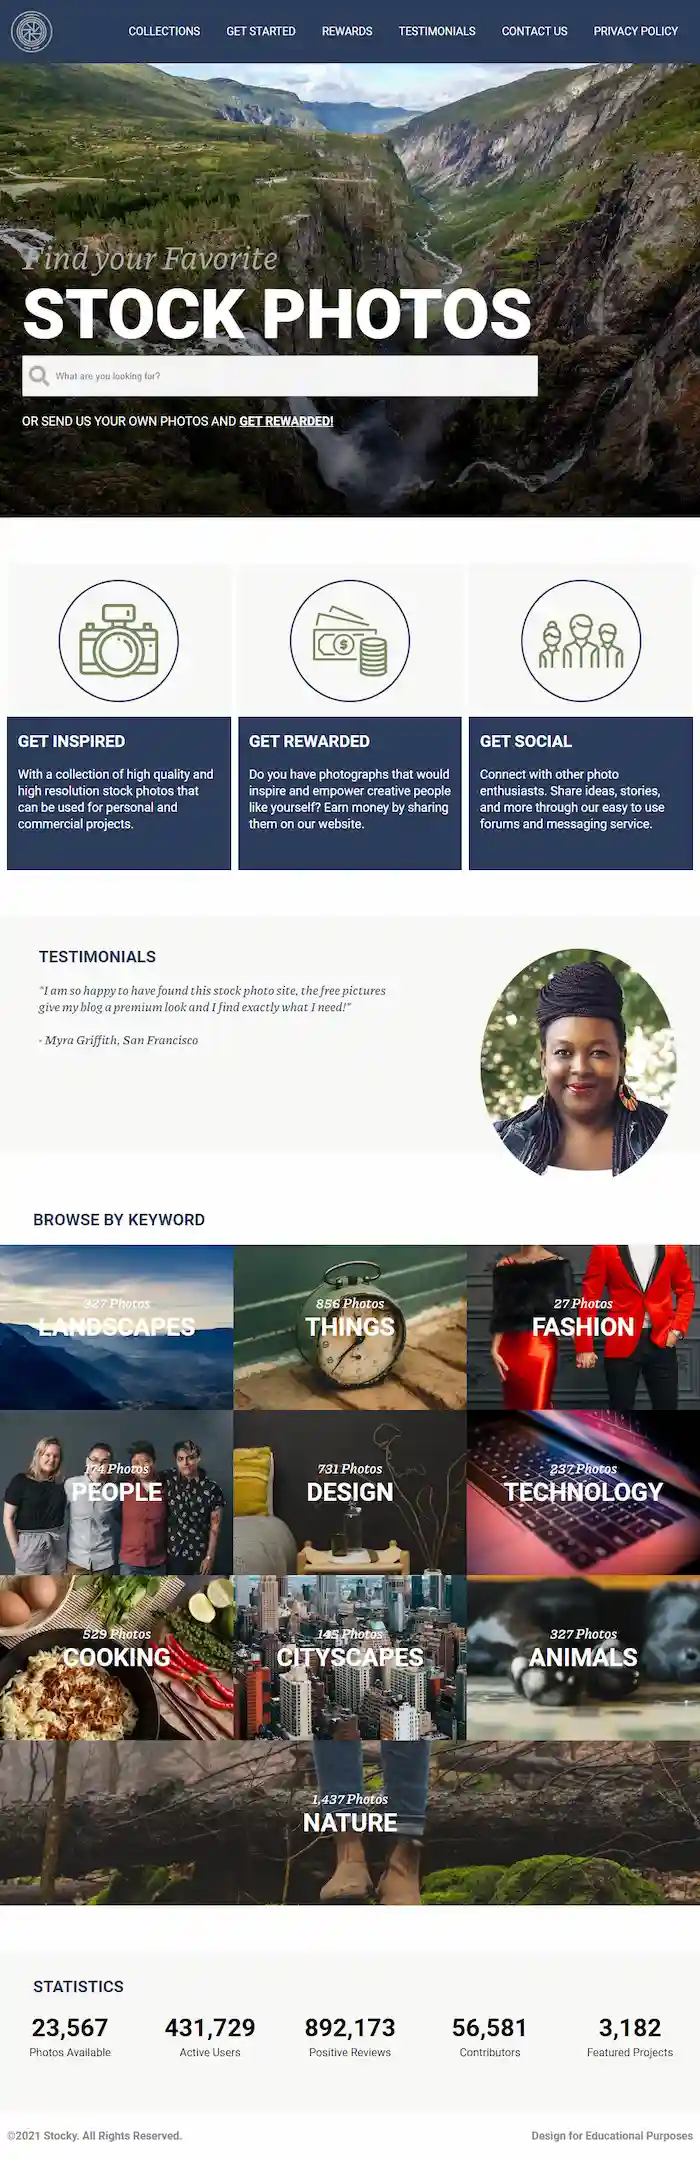 COLLECTIONS GET STARTED REWARDS TESTIMONIALS CONTACT US PRIVACY POLICY
Find your Favorite
STOCK PHOTOS
What are you looking for?
OR SEND US YOUR OWN PHOTOS AND GET REWARDED!
GET INSPIRED
With a collection of high quality and
high resolution stock photos that
can be used for personal and
commercial projects.
GET REWARDED
Do you have photographs that would
inspire and empower creative people
like yourself? Earn money by sharing
them on our website.
GET SOCIAL
Connect with other photo
enthusiasts. Share ideas, stories,
and more through our easy to use
forums and messaging service.
TESTIMONIALS
"I am so happy to have found this stock photo site, the free pictures
give my blog a premium look and I find exactly what I need!"
- Myra Griffith, San Francisco
BROWSE BY KEYWORD
327 Photos
LANDSCAPES
856 Photos
THINGS
27 Photos
FASHION
174 Photos
PEOPLE
731 Photos
DESIGN
237 Photos
TECHNOLOGY
529 Photos
COOKING
145 Photos
CITYSCAPES
327 Photos
ANIMALS
1,437 Photos
NATURE
STATISTICS
23,567
Photos Available
431,729
Active Users
892,173
Positive Reviews
56,581
Contributors
3,182
Featured Projects
©2021 Stocky. All Rights Reserved.
Design for Educational Purposes